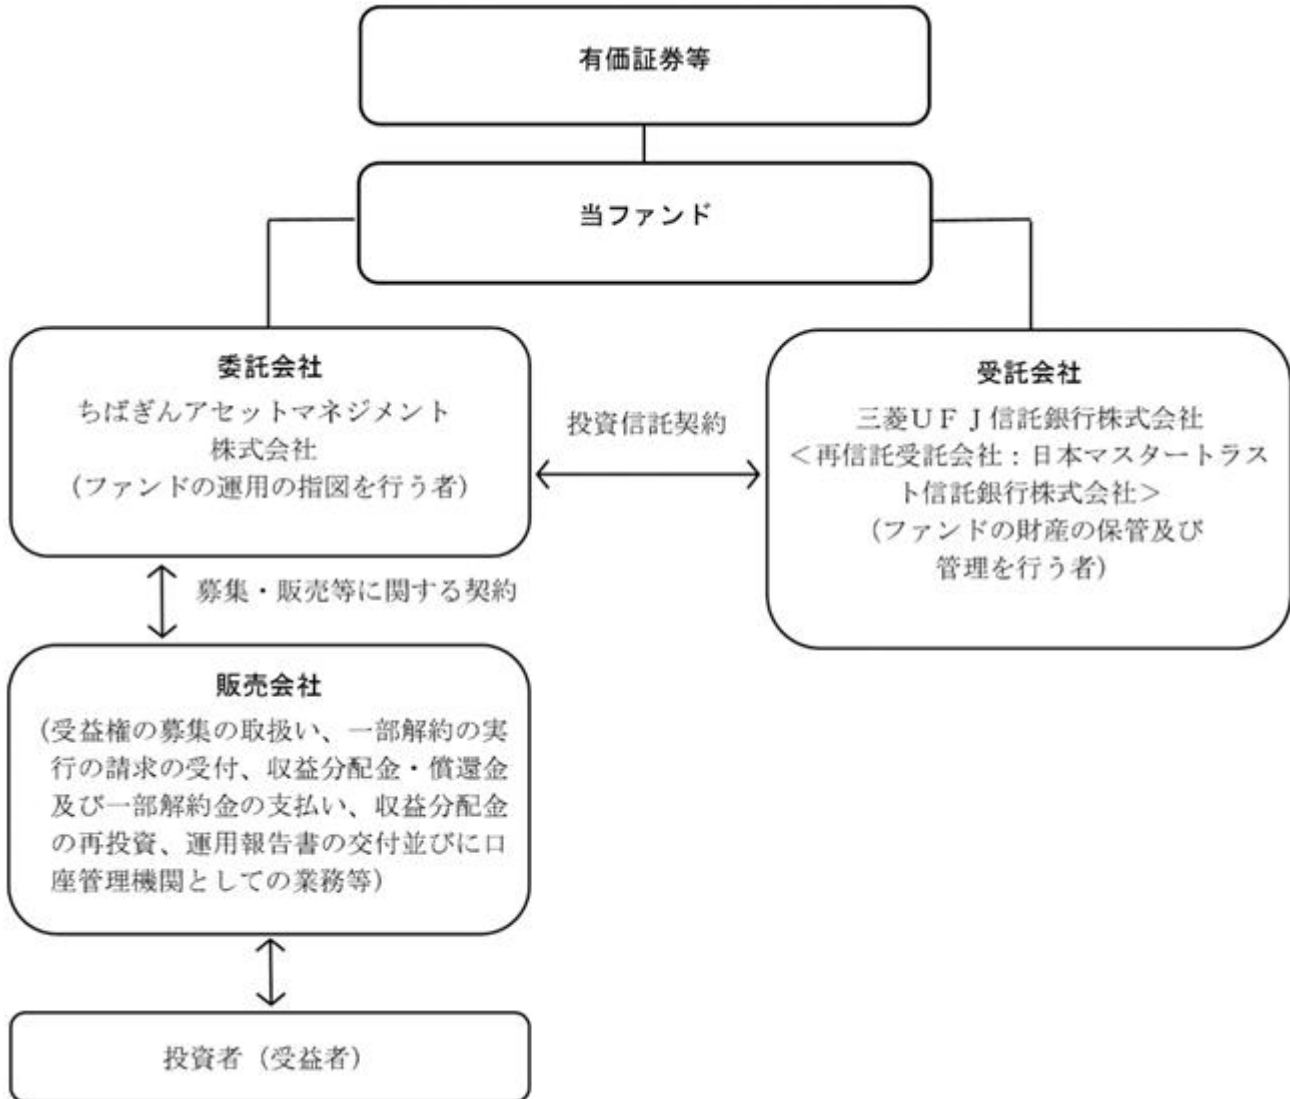 有価証券等
当ファンド
委託会社
ちばぎんアセットマネジメント
株式会社
(ファンドの運用の指図を行う者)
投資信託契約
受託会社
三菱UFJ信託銀行株式会社
<再信託受託会社：日本マスタートラス
ト信託銀行株式会社>
(ファンドの財産の保管及び
管理を行う者)
募集・販売等に関する契約
販売会社
(受益権の募集の取扱い、一部解約の実
行の請求の受付、収益分配金・償還金
及び一部解約金の支払い、収益分配金
の再投資、運用報告書の交付並びに口
座管理機関としての業務等)
投資者（受益者）